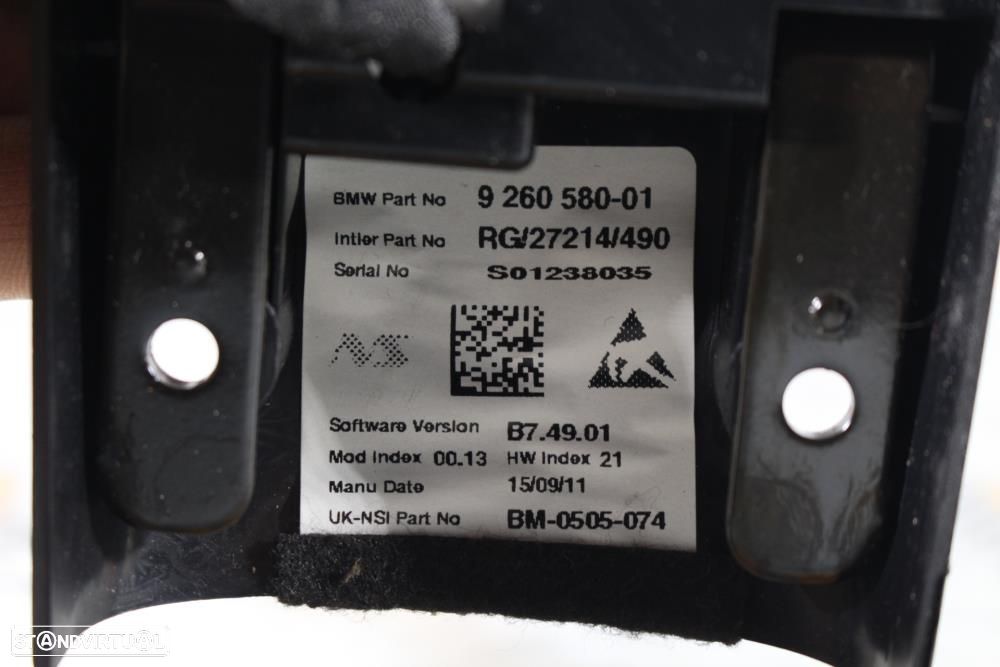 BMW Part No 9 260 580-01
Intier Part No RG/27214/490
Serial No S01238035
Software Version B7.49.01
Mod Index 00.13 HW Index 21
Manu Date 15/09/11
UK-NSI Part No BM-0505-074
STANDVIRTUAL